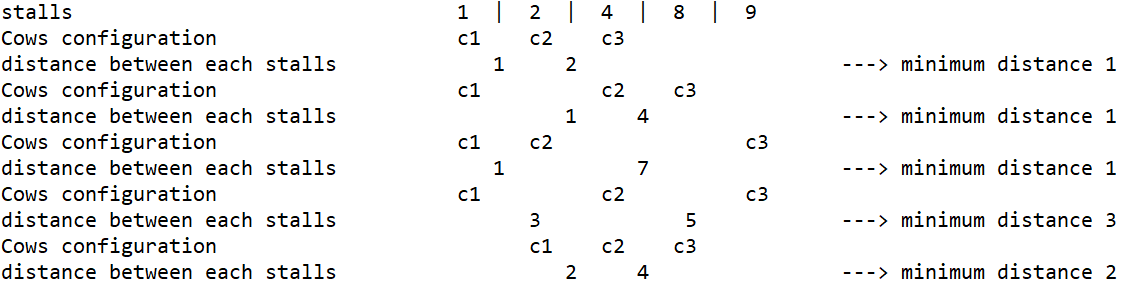 stalls 1 | 2 | 4 | 8 | 9
Cows configuration c1 c2 c3
distance between each stalls 1 2 ---> minimum distance 1
Cows configuration c1 c2 c3
distance between each stalls 1 4 ---> minimum distance 1
Cows configuration c1 c2 c3
distance between each stalls 1 7 ---> minimum distance 1
Cows configuration c1 c2 c3
distance between each stalls 3 5 ---> minimum distance 3
Cows configuration c1 c2 c3
distance between each stalls 2 4 ---> minimum distance 2